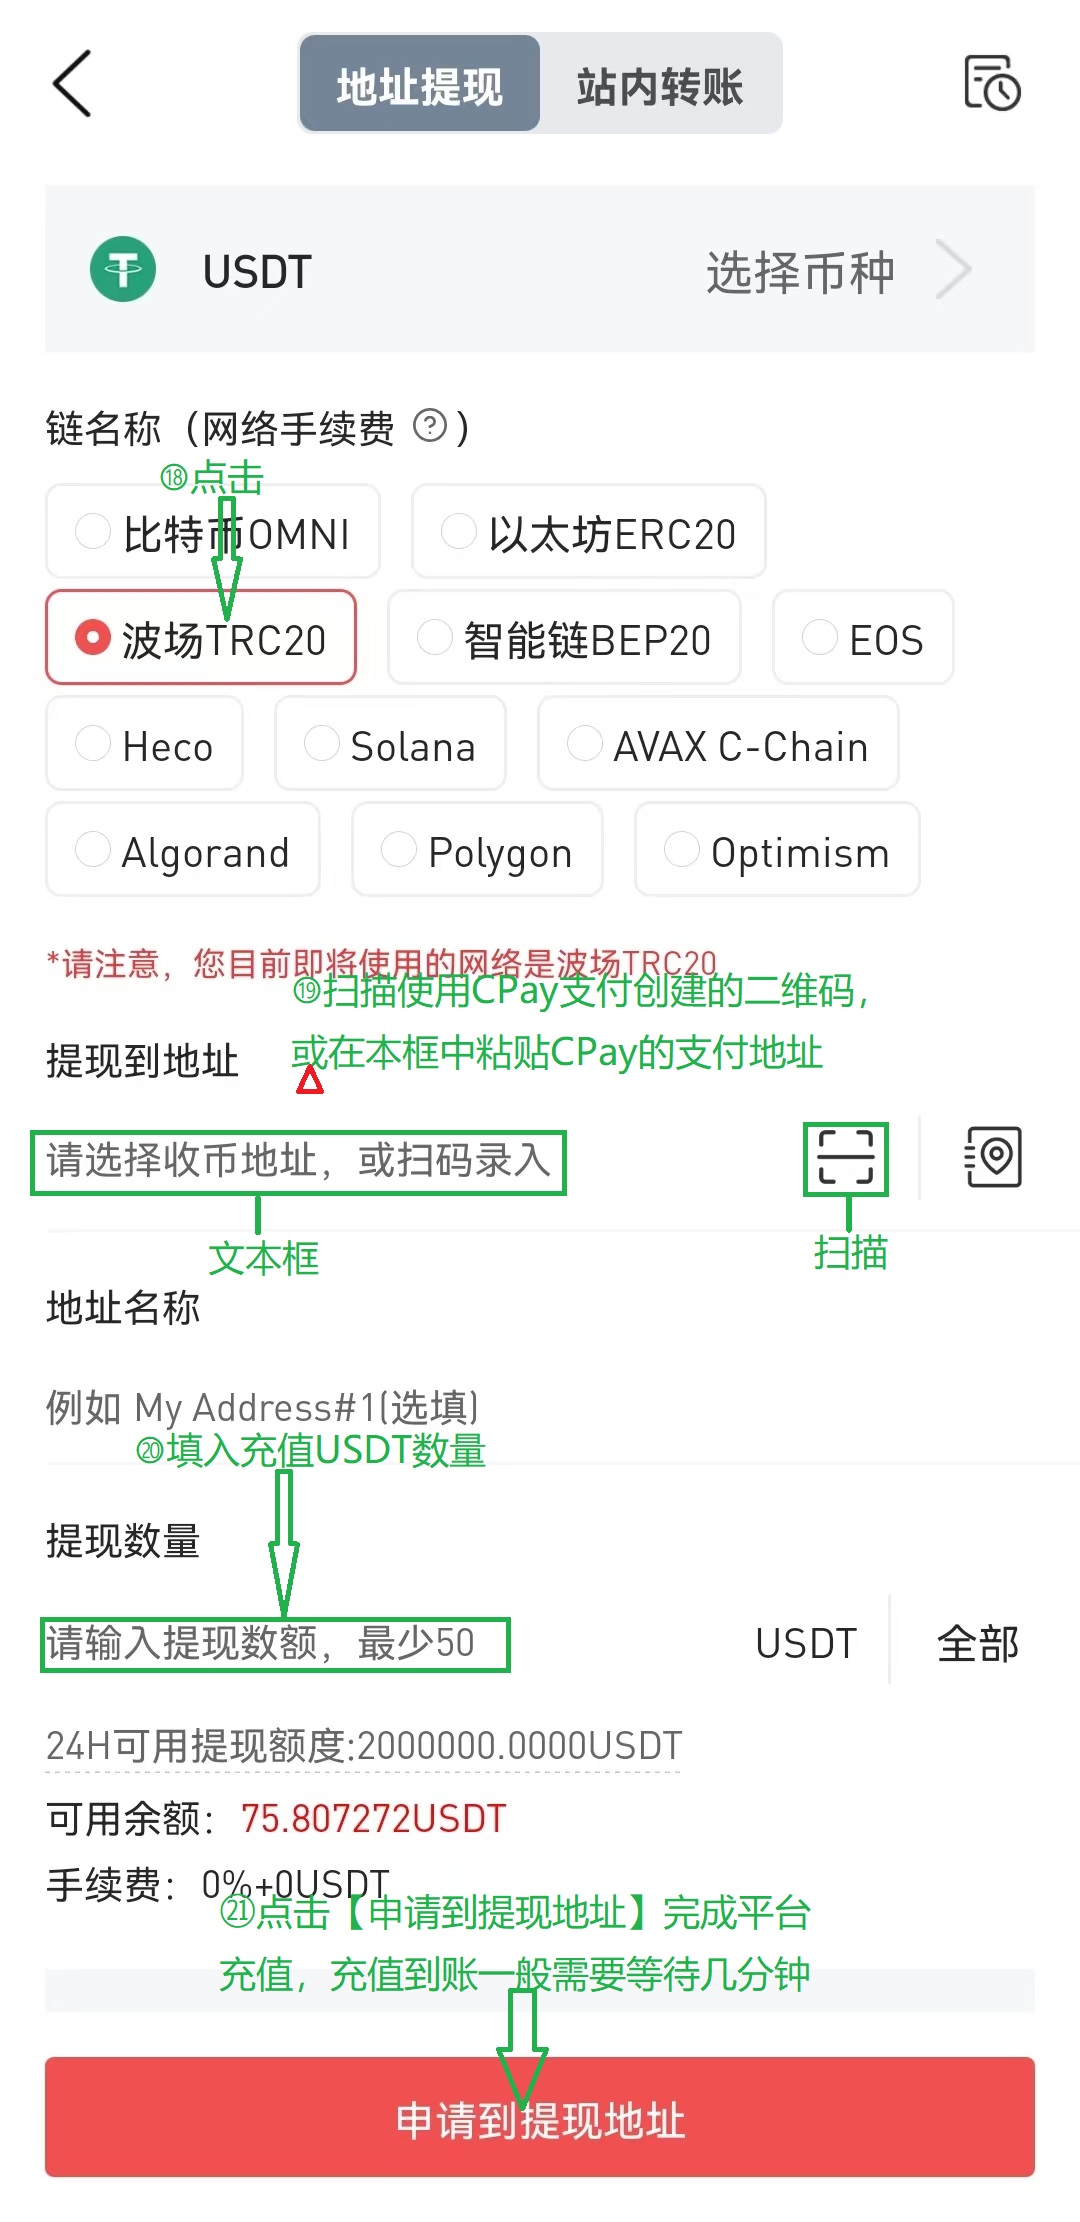 地址提现 站内转账
USDT 选择币种
链名称（网络手续费 ?）
⑱点击
比特币OMNI 以太坊ERC20
波场TRC20 智能链BEP20 EOS
Heco Solana AVAX C-Chain
Algorand Polygon Optimism
*请注意，您目前即将使用的网络是波场TRC20
⑲扫描使用CPay支付创建的二维码，
或在本框中粘贴CPay的支付地址
提现到地址
请选择收币地址，或扫码录入
文本框 扫描
地址名称
例如 My Address#1(选填)
⑳填入充值USDT数量
提现数量
请输入提现数额，最少50 USDT 全部
24H可用提现额度:2000000.0000USDT
可用余额：75.807272USDT
手续费：0%+0USDT
㉑点击【申请到提现地址】完成平台
充值，充值到账一般需要等待几分钟
申请到提现地址